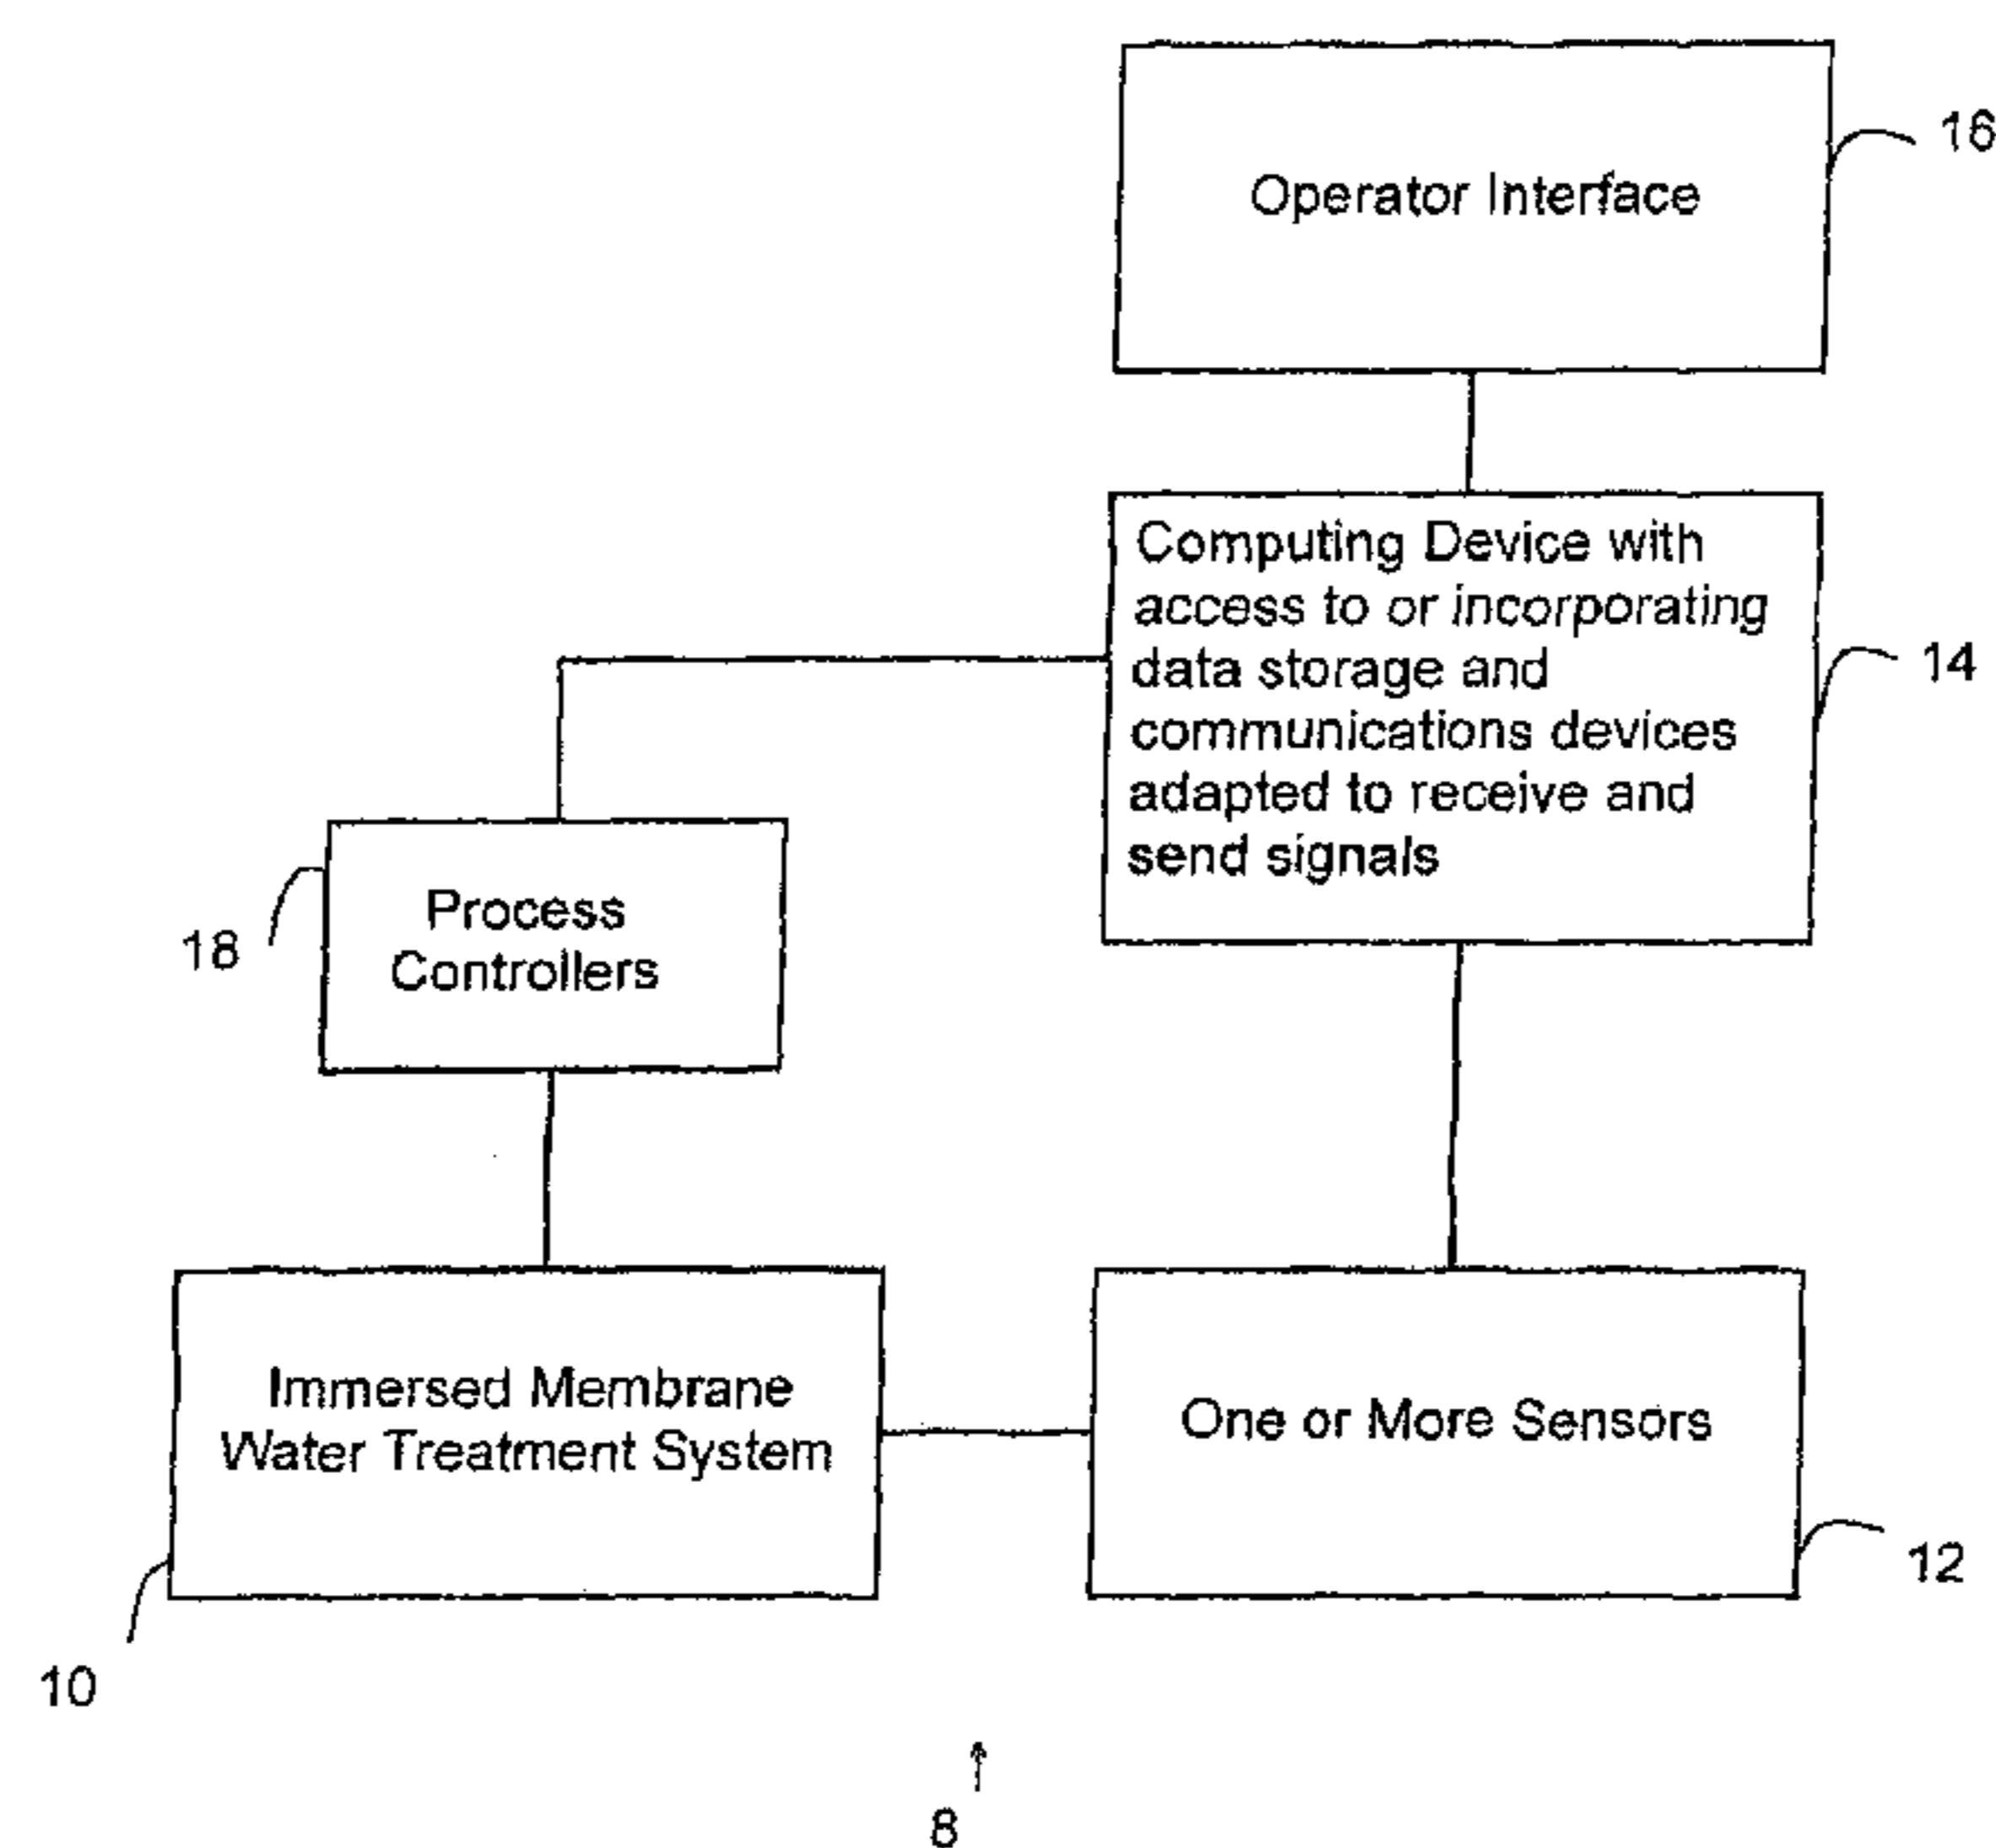 Operator Interface
16
Computing Device with
access to or incorporating
data storage and
communications devices
adapted to receive and
send signals
14
Process
Controllers
18
Immersed Membrane
Water Treatment System
10
One or More Sensors
12
8